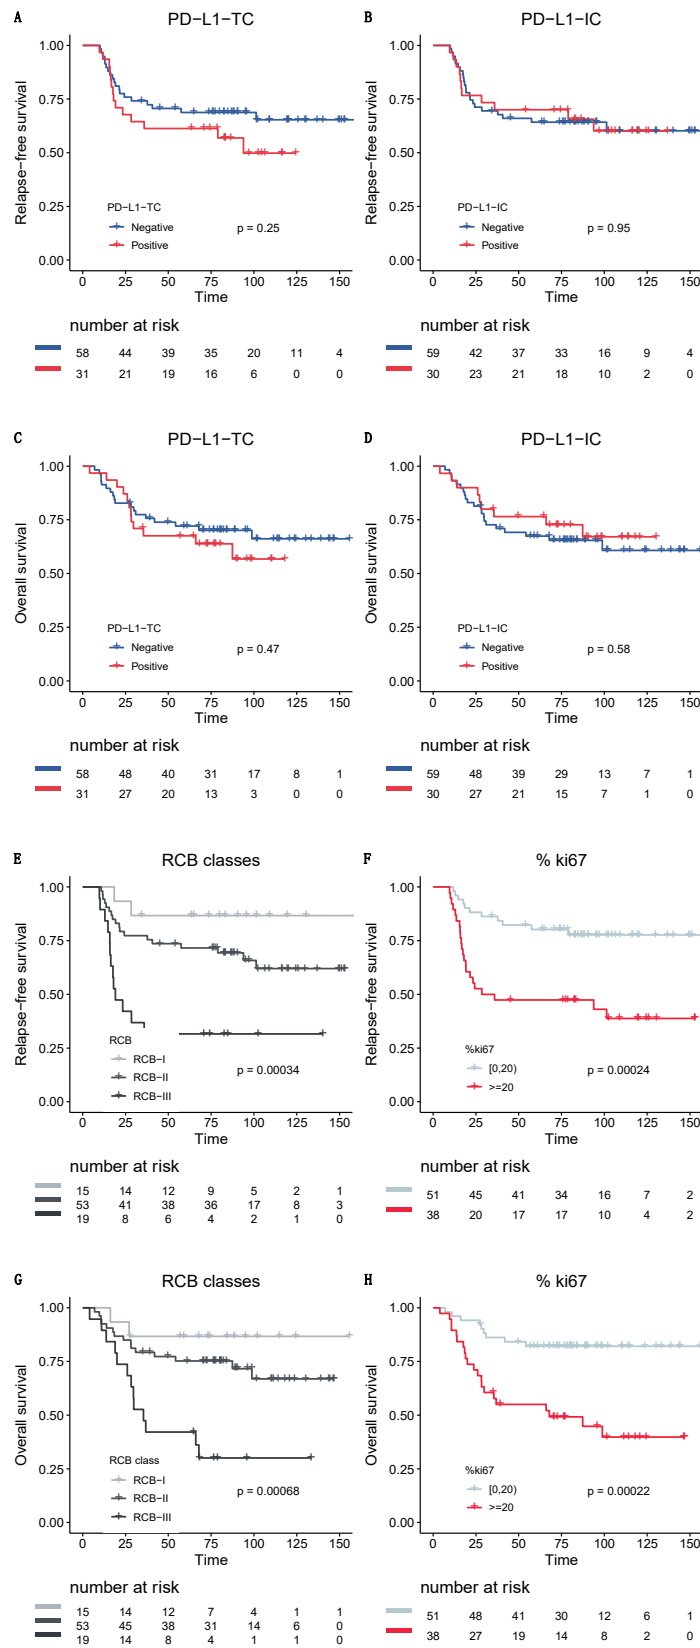 A
PD-L1-TC
Relapse-free survival
1.00
0.75
0.50
0.25
0.00
PD-L1-TC
Negative
Positive
p = 0.25
0 25 50 75 100 125 150
Time
number at risk
58 44 39 35 20 11 4
31 21 19 16 6 0 0
B
PD-L1-IC
Relapse-free survival
1.00
0.75
0.50
0.25
0.00
PD-L1-IC
Negative
Positive
p = 0.95
0 25 50 75 100 125 150
Time
number at risk
59 42 37 33 16 9 4
30 23 21 18 10 2 0
C
PD-L1-TC
Overall survival
1.00
0.75
0.50
0.25
0.00
PD-L1-TC
Negative
Positive
p = 0.47
0 25 50 75 100 125 150
Time
number at risk
58 48 40 31 17 8 1
31 27 20 13 3 0 0
D
PD-L1-IC
Overall survival
1.00
0.75
0.50
0.25
0.00
PD-L1-IC
Negative
Positive
p = 0.58
0 25 50 75 100 125 150
Time
number at risk
59 48 39 29 13 7 1
30 27 21 15 7 1 0
E
RCB classes
Relapse-free survival
1.00
0.75
0.50
0.25
0.00
RCB
RCB-I
RCB-II
RCB-III
p = 0.00034
0 25 50 75 100 125 150
Time
number at risk
15 14 12 9 5 2 1
53 41 38 36 17 8 3
19 8 6 4 2 1 0
F
% ki67
Relapse-free survival
1.00
0.75
0.50
0.25
0.00
%ki67
[0,20)
>=20
p = 0.00024
0 25 50 75 100 125 150
Time
number at risk
51 45 41 34 16 7 2
38 20 17 17 10 4 2
G
RCB classes
Overall survival
1.00
0.75
0.50
0.25
0.00
RCB class
RCB-I
RCB-II
RCB-III
p = 0.00068
0 25 50 75 100 125 150
Time
number at risk
15 14 12 7 4 1 1
53 45 38 31 14 6 0
19 14 8 4 1 1 0
H
% ki67
Overall survival
1.00
0.75
0.50
0.25
0.00
%ki67
[0,20)
>=20
p = 0.00022
0 25 50 75 100 125 150
Time
number at risk
51 48 41 30 12 6 1
38 27 19 14 8 2 0